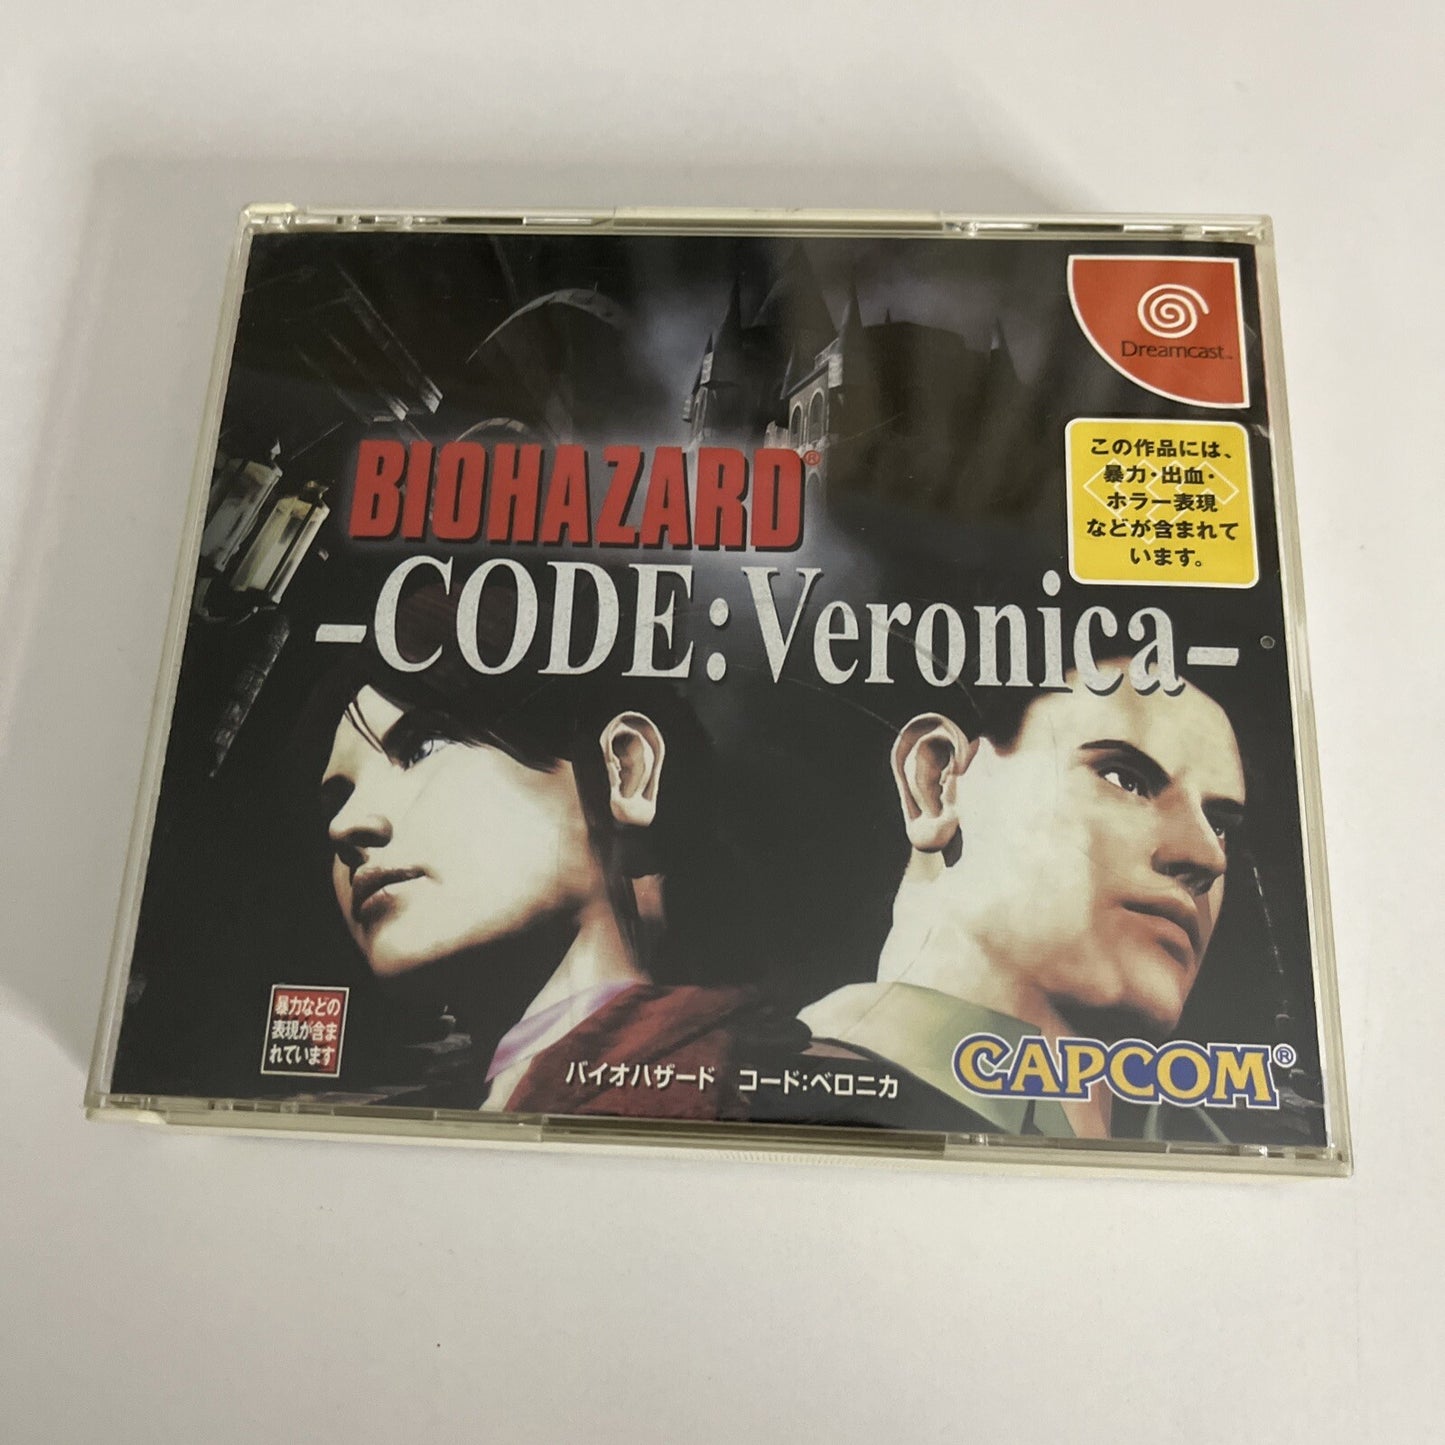 Dreamcast™
この作品には、
暴力・出血・
ホラー表現
などが含まれて
います。
BIOHAZARD®
-CODE:Veronica-
暴力などの
表現が含ま
れています
バイオハザード コード:ベロニカ
CAPCOM®